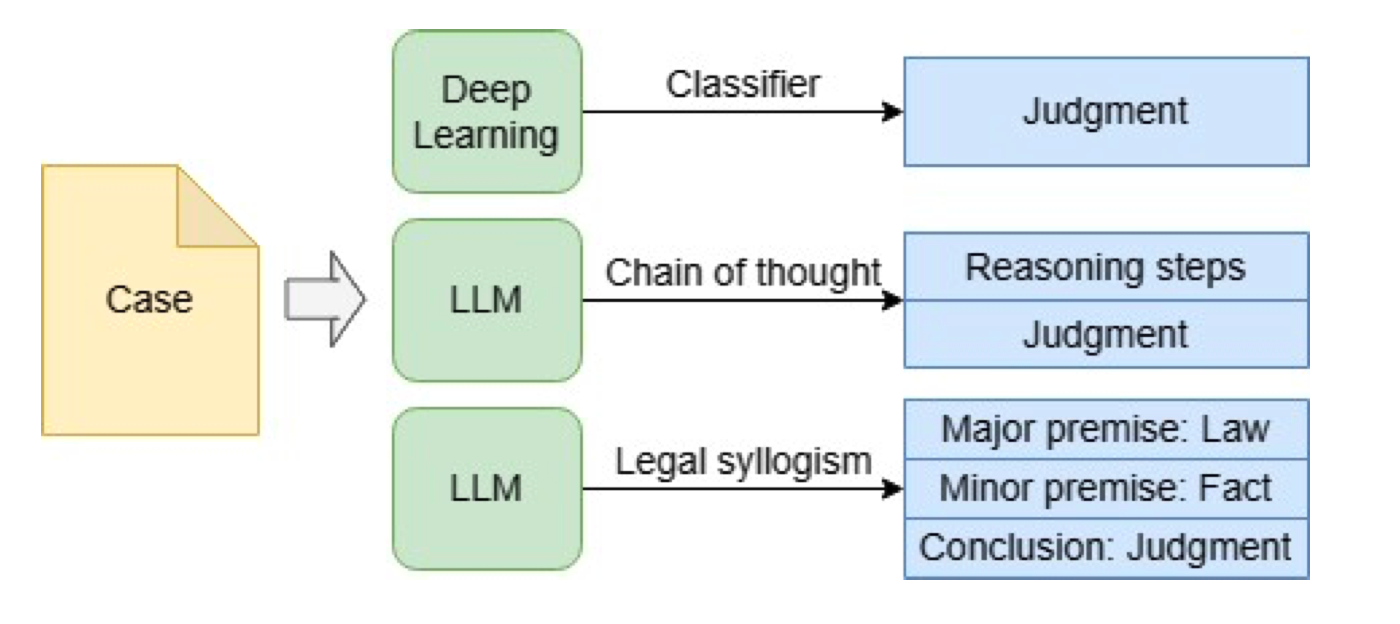 Case
Deep
Learning
Classifier
Judgment
LLM
Chain of thought
Reasoning steps
Judgment
LLM
Legal syllogism
Major premise: Law
Minor premise: Fact
Conclusion: Judgment